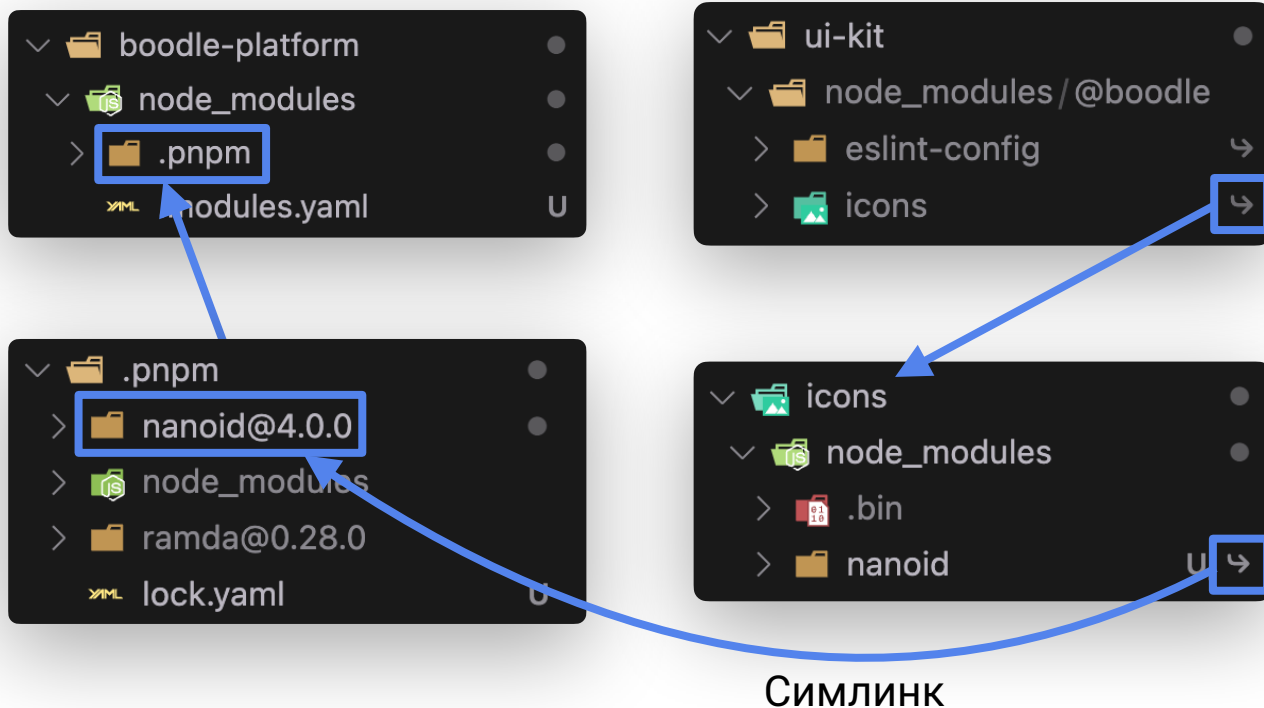 boodle-platform
node_modules
.pnpm
.modules.yaml
U
ui-kit
node_modules/@boodle
eslint-config
icons
.pnpm
nanoid@4.0.0
node_modules
ramda@0.28.0
lock.yaml
U
icons
node_modules
.bin
nanoid
U
Симлинк